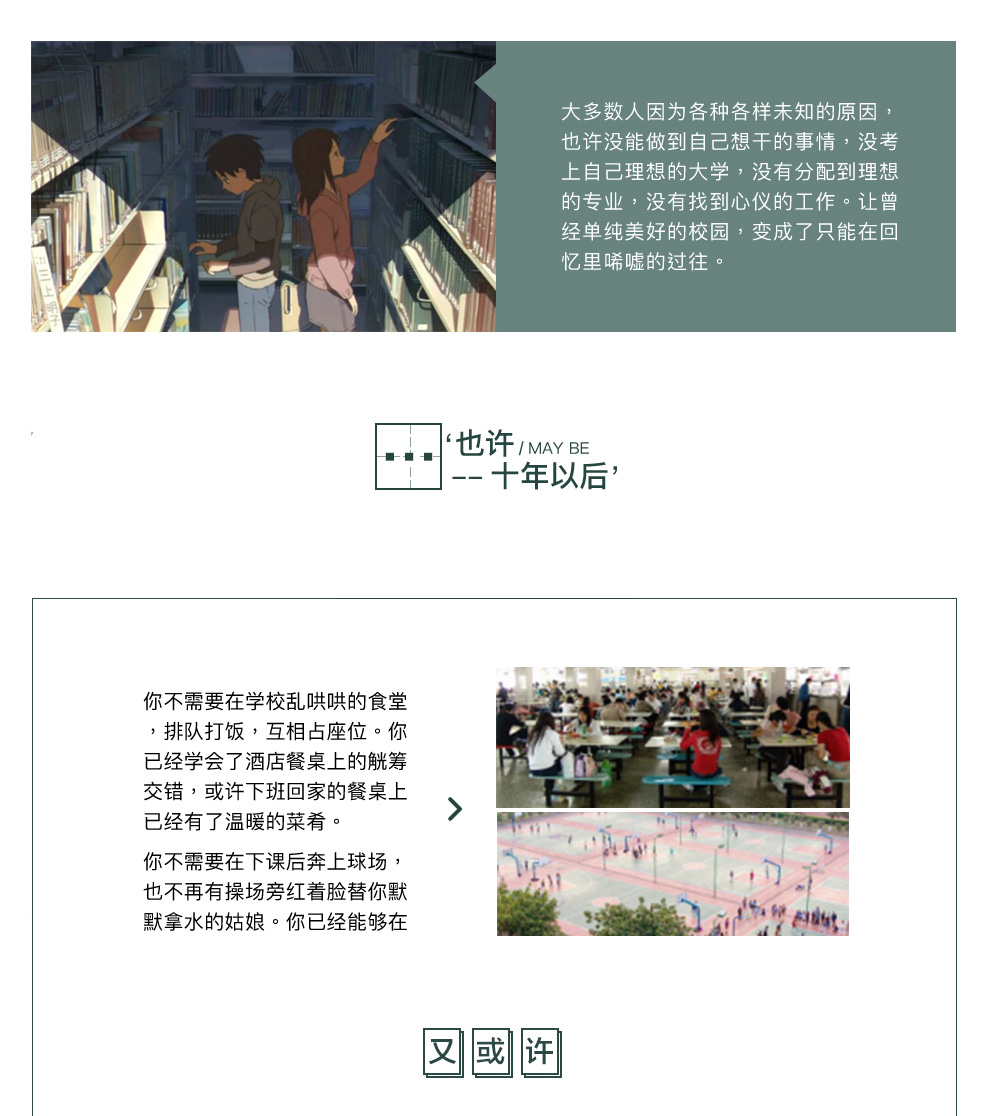 大多数人因为各种各样未知的原因，
也许没能做到自己想干的事情，没考
上自己理想的大学，没有分配到理想
的专业，没有找到心仪的工作。让曾
经单纯美好的校园，变成了只能在回
忆里唏嘘的过往。
‘也许 / MAY BE
-- 十年以后’
你不需要在学校乱哄哄的食堂
，排队打饭，互相占座位。你
已经学会了酒店餐桌上的觥筹
交错，或许下班回家的餐桌上
已经有了温暖的菜肴。
你不需要在下课后奔上球场，
也不再有操场旁红着脸替你默
默拿水的姑娘。你已经能够在
又或许